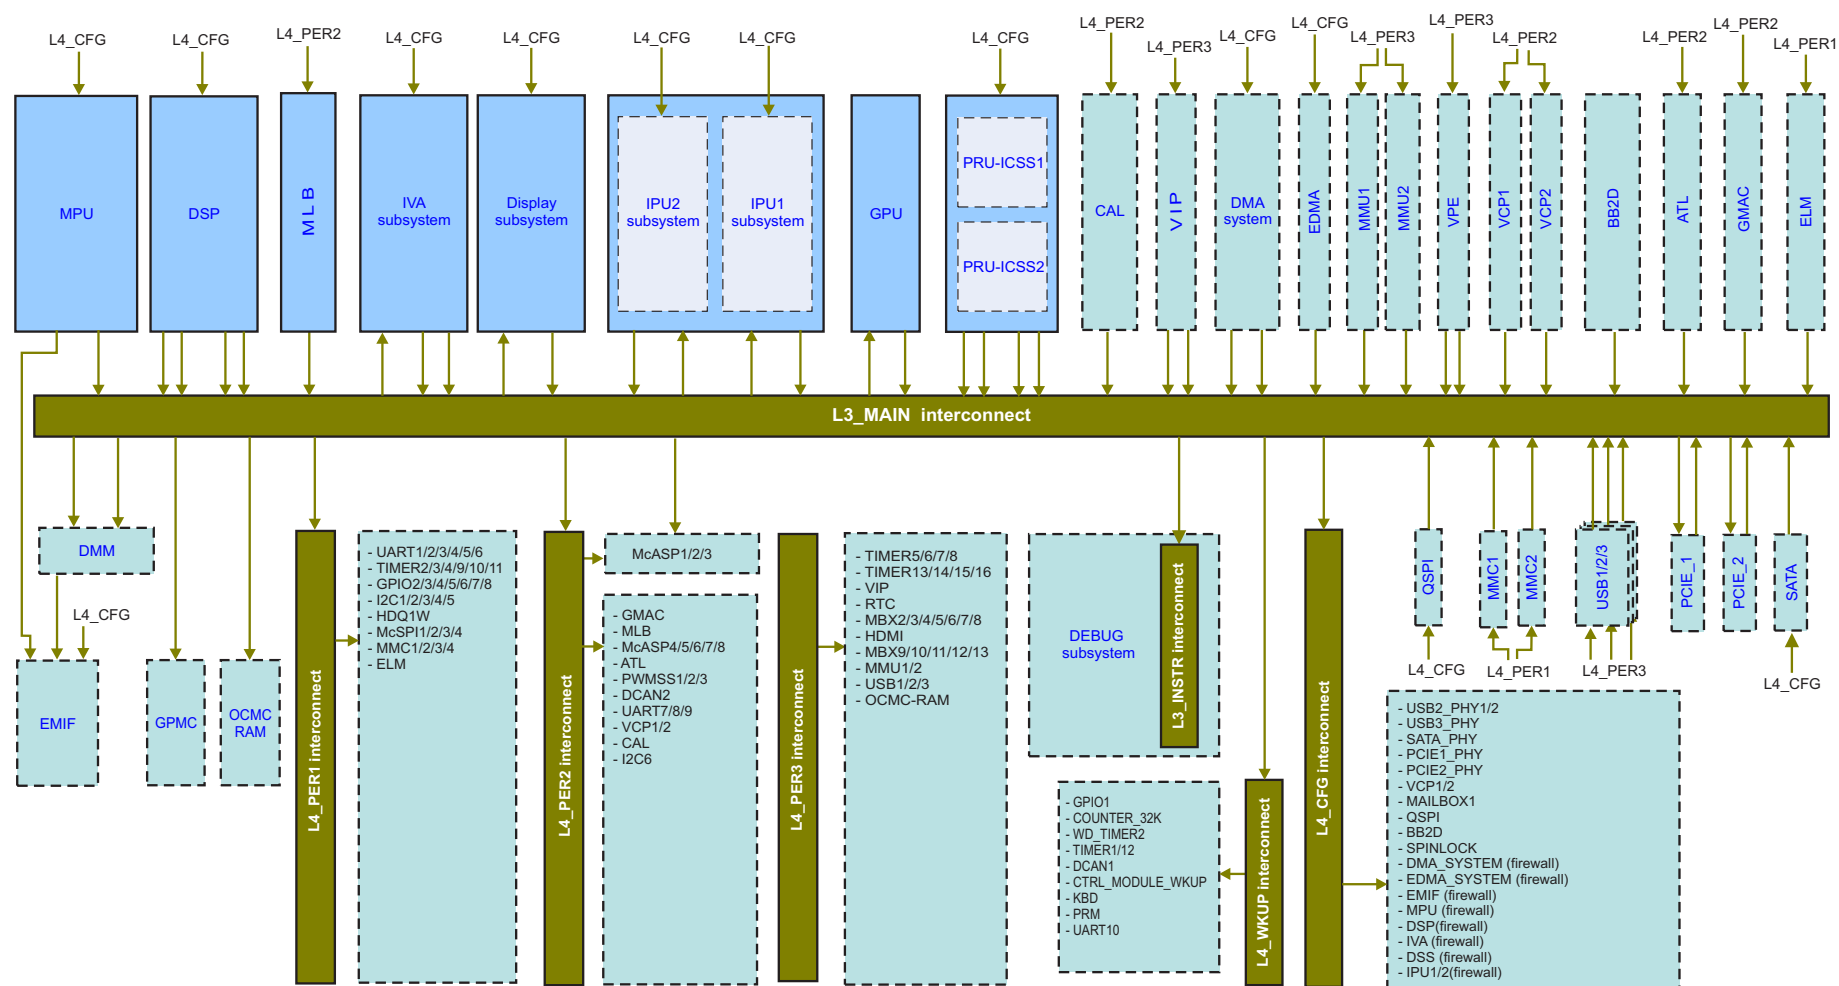 L4_CFG
L4_CFG
L4_PER2
L4_CFG
L4_CFG
L4_CFG
L4_CFG
L4_CFG
L4_PER2
L4_PER3
L4_CFG
L4_CFG
L4_PER3
L4_PER3
L4_PER2
L4_PER2
L4_PER2
L4_PER1
MPU
DSP
M L B
IVA
subsystem
Display
subsystem
IPU2
subsystem
IPU1
subsystem
GPU
PRU-ICSS1
PRU-ICSS2
CAL
V I P
DMA
system
EDMA
MMU1
MMU2
VPE
VCP1
VCP2
BB2D
ATL
GMAC
ELM
L3_MAIN interconnect
DMM
L4_CFG
EMIF
GPMC
OCMC
RAM
L4_PER1 interconnect
- UART1/2/3/4/5/6
- TIMER2/3/4/9/10/11
- GPIO2/3/4/5/6/7/8
- I2C1/2/3/4/5
- HDQ1W
- McSPI1/2/3/4
- MMC1/2/3/4
- ELM
L4_PER2 interconnect
McASP1/2/3
- GMAC
- MLB
- McASP4/5/6/7/8
- ATL
- PWMSS1/2/3
- DCAN2
- UART7/8/9
- VCP1/2
- CAL
- I2C6
L4_PER3 interconnect
- TIMER5/6/7/8
- TIMER13/14/15/16
- VIP
- RTC
- MBX2/3/4/5/6/7/8
- HDMI
- MBX9/10/11/12/13
- MMU1/2
- USB1/2/3
- OCMC-RAM
DEBUG
subsystem
L3_INSTR interconnect
- GPIO1
- COUNTER_32K
- WD_TIMER2
- TIMER1/12
- DCAN1
- CTRL_MODULE_WKUP
- KBD
- PRM
- UART10
L4_WKUP interconnect
L4_CFG interconnect
QSPI
MMC1
MMC2
USB1/2/3
PCIE_1
PCIE_2
SATA
L4_CFG
L4_PER1
L4_PER3
L4_CFG
- USB2_PHY1/2
- USB3_PHY
- SATA_PHY
- PCIE1_PHY
- PCIE2_PHY
- VCP1/2
- MAILBOX1
- QSPI
- BB2D
- SPINLOCK
- DMA_SYSTEM (firewall)
- EDMA_SYSTEM (firewall)
- EMIF (firewall)
- MPU (firewall)
- DSP(firewall)
- IVA (firewall)
- DSS (firewall)
- IPU1/2(firewall)